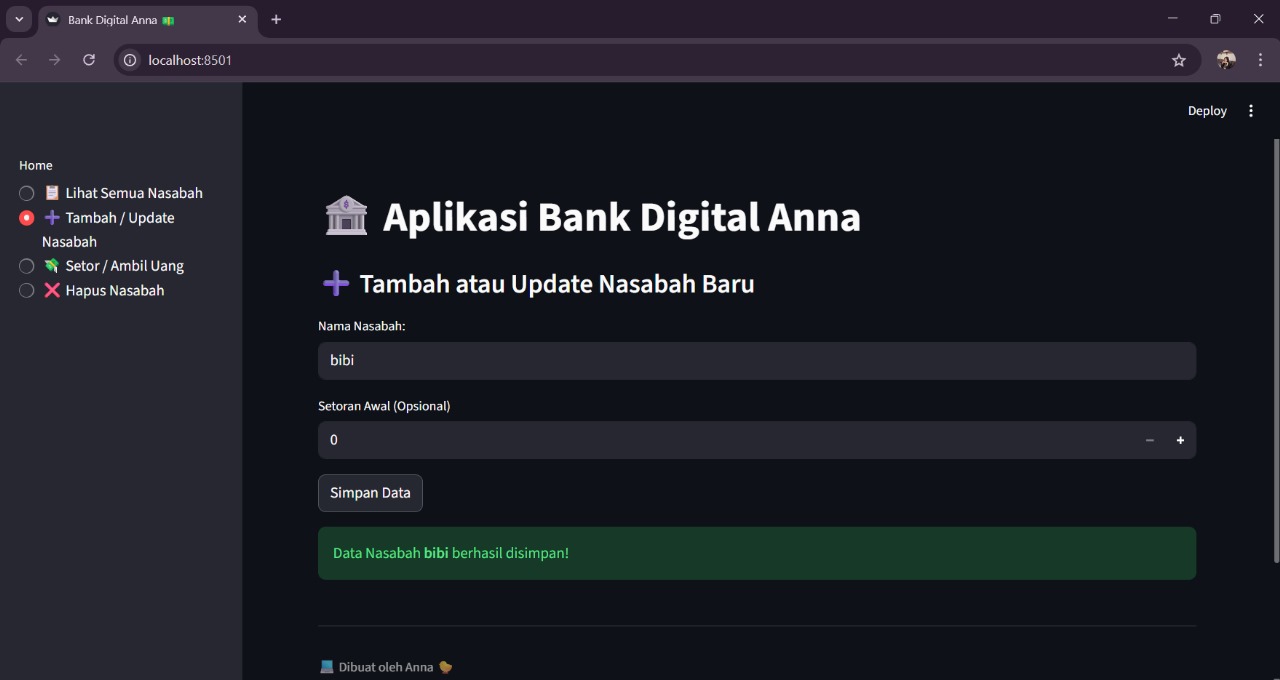 Bank Digital Anna 💵
localhost:8501
Deploy
Home
📋 Lihat Semua Nasabah
➕ Tambah / Update
Nasabah
💸 Setor / Ambil Uang
❌ Hapus Nasabah
🏦 Aplikasi Bank Digital Anna
➕ Tambah atau Update Nasabah Baru
Nama Nasabah:
bibi
Setoran Awal (Opsional)
0
Simpan Data
Data Nasabah bibi berhasil disimpan!
💻 Dibuat oleh Anna 🐤